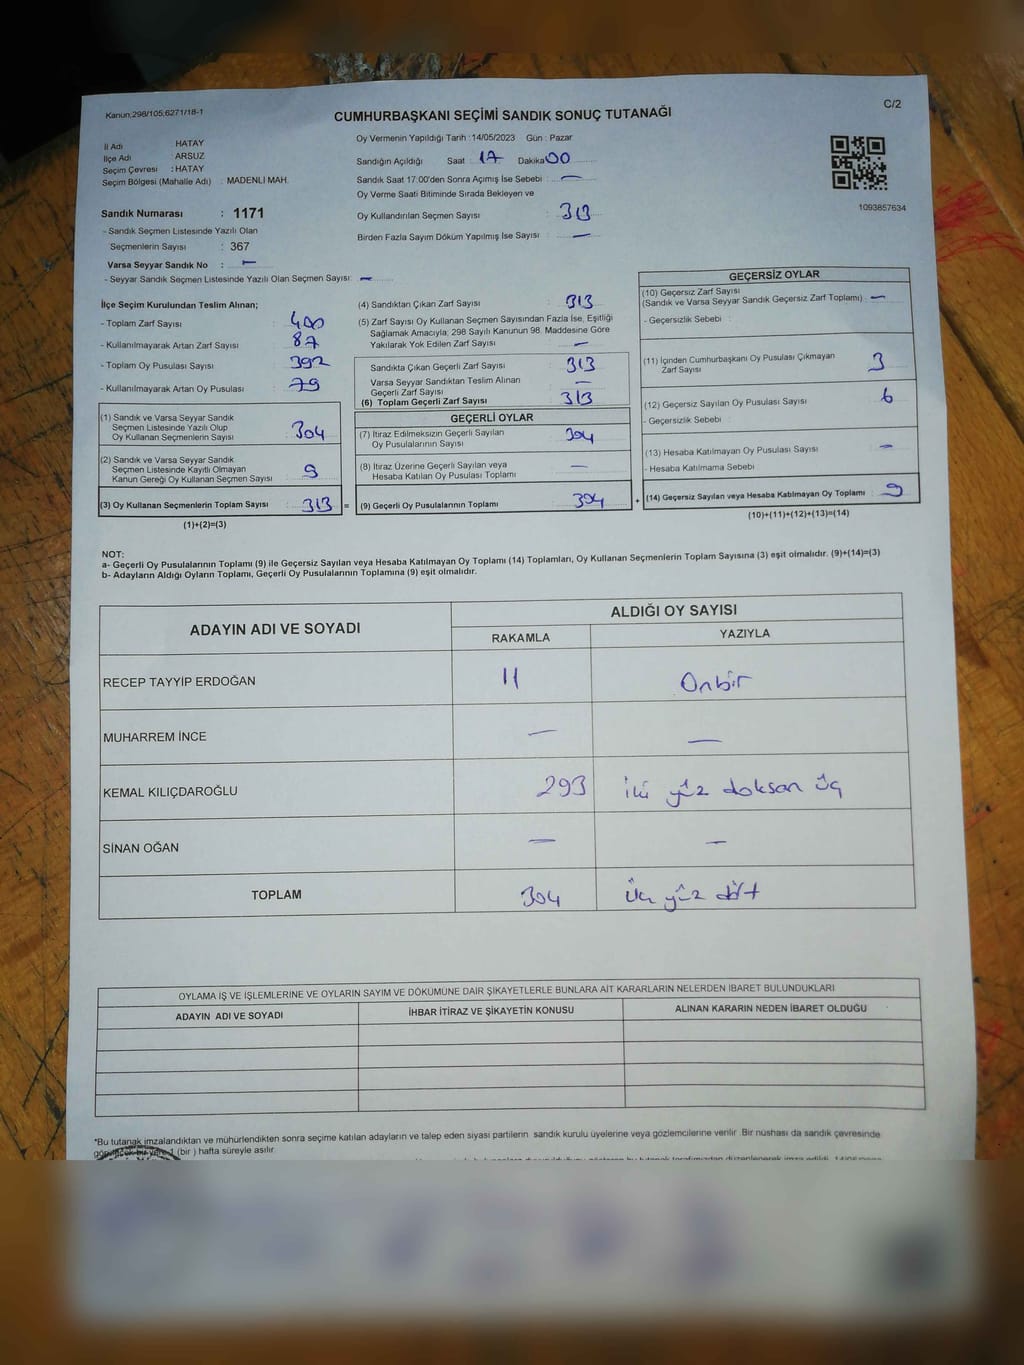 Kanun;298/105;6271/18-1
C/2
CUMHURBAŞKANI SEÇİMİ SANDIK SONUÇ TUTANAĞI
İl Adı HATAY
İlçe Adı ARSUZ
Seçim Çevresi : HATAY
Seçim Bölgesi (Mahalle Adı) : MADENLİ MAH.
Sandık Numarası : 1171
- Sandık Seçmen Listesinde Yazılı Olan
Seçmenlerin Sayısı : 367
Varsa Seyyar Sandık No : —
- Seyyar Sandık Seçmen Listesinde Yazılı Olan Seçmen Sayısı: —
Oy Vermenin Yapıldığı Tarih :14/05/2023 Gün : Pazar
Sandığın Açıldığı Saat : 17 Dakika 00
Sandık Saat 17:00'den Sonra Açımış İse Sebebi : —
Oy Verme Saati Bitiminde Sırada Bekleyen ve
Oy Kullandırılan Seçmen Sayısı : 313
Birden Fazla Sayım Döküm Yapılmış İse Sayısı : —
1093857634
İlçe Seçim Kurulundan Teslim Alınan;
- Toplam Zarf Sayısı : 400
- Kullanılmayarak Artan Zarf Sayısı : 87
- Toplam Oy Pusulası Sayısı : 392
- Kullanılmayarak Artan Oy Pusulası : 79
(1) Sandık ve Varsa Seyyar Sandık
Seçmen Listesinde Yazılı Olup
Oy Kullanan Seçmenlerin Sayısı : 304
(2) Sandık ve Varsa Seyyar Sandık
Seçmen Listesinde Kayıtlı Olmayan
Kanun Gereği Oy Kullanan Seçmen Sayısı : 9
(3) Oy Kullanan Seçmenlerin Toplam Sayısı : 313 =
(1)+(2)=(3)
(4) Sandıktan Çıkan Zarf Sayısı : 313
(5) Zarf Sayısı Oy Kullanan Seçmen Sayısından Fazla İse, Eşitliği
Sağlamak Amacıyla; 298 Sayılı Kanunun 98. Maddesine Göre
Yakılarak Yok Edilen Zarf Sayısı : —
Sandıkta Çıkan Geçerli Zarf Sayısı : 313
Varsa Seyyar Sandıktan Teslim Alınan
Geçerli Zarf Sayısı : —
(6) Toplam Geçerli Zarf Sayısı : 313
GEÇERLİ OYLAR
(7) İtiraz Edilmeksizin Geçerli Sayılan
Oy Pusulalarının Sayısı : 304
(8) İtiraz Üzerine Geçerli Sayılan veya
Hesaba Katılan Oy Pusulası Toplamı : —
(9) Geçerli Oy Pusulalarının Toplamı : 304 +
GEÇERSİZ OYLAR
(10) Geçersiz Zarf Sayısı
(Sandık ve Varsa Seyyar Sandık Geçersiz Zarf Toplamı) : —
- Geçersizlik Sebebi :
(11) İçinden Cumhurbaşkanı Oy Pusulası Çıkmayan
Zarf Sayısı : 3
(12) Geçersiz Sayılan Oy Pusulası Sayısı : 6
- Geçersizlik Sebebi :
(13) Hesaba Katılmayan Oy Pusulası Sayısı : —
- Hesaba Katılmama Sebebi
(14) Geçersiz Sayılan veya Hesaba Katılmayan Oy Toplamı : 9
(10)+(11)+(12)+(13)=(14)
NOT:
a- Geçerli Oy Pusulalarının Toplamı (9) ile Geçersiz Sayılan veya Hesaba Katılmayan Oy Toplamı (14) Toplamları, Oy Kullanan Seçmenlerin Toplam Sayısına (3) eşit olmalıdır. (9)+(14)=(3)
b- Adayların Aldığı Oyların Toplamı, Geçerli Oy Pusulalarının Toplamına (9) eşit olmalıdır.
ADAYIN ADI VE SOYADI
ALDIĞI OY SAYISI
RAKAMLA YAZIYLA
RECEP TAYYİP ERDOĞAN 11 Onbir
MUHARREM İNCE — —
KEMAL KILIÇDAROĞLU 293 iki yüz doksan üç
SİNAN OĞAN — —
TOPLAM 304 üç yüz dört
OYLAMA İŞ VE İŞLEMLERİNE VE OYLARIN SAYIM VE DÖKÜMÜNE DAİR ŞİKAYETLERLE BUNLARA AİT KARARLARIN NELERDEN İBARET BULUNDUKLARI
ADAYIN ADI VE SOYADI İHBAR İTİRAZ VE ŞİKAYETİN KONUSU ALINAN KARARIN NEDEN İBARET OLDUĞU
*Bu tutanak imzalandıktan ve mühürlendikten sonra seçime katılan adayların ve talep eden siyasi partilerin sandık kurulu üyelerine veya gözlemcilerine verilir. Bir nüshası da sandık çevresinde
1 (bir ) hafta süreyle asılır.